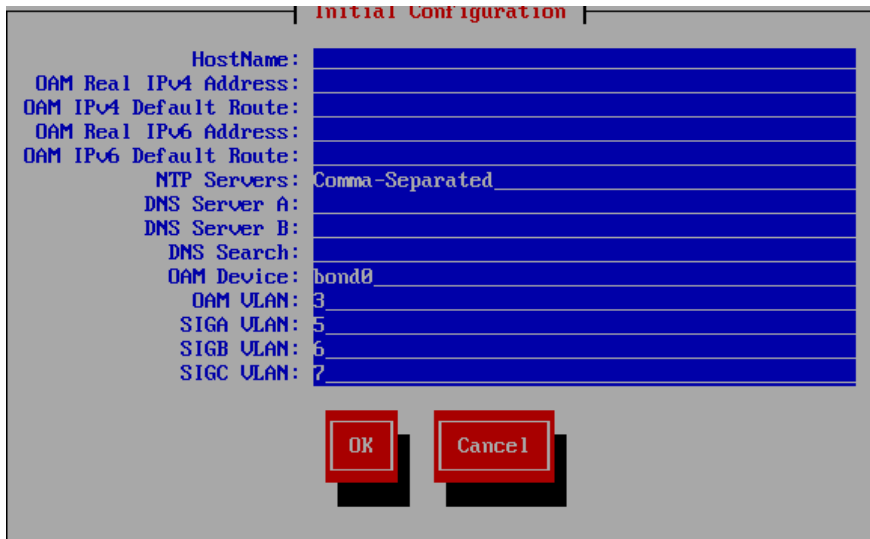 Initial Configuration
HostName:
OAM Real IPv4 Address:
OAM IPv4 Default Route:
OAM Real IPv6 Address:
OAM IPv6 Default Route:
NTP Servers: Comma-Separated
DNS Server A:
DNS Server B:
DNS Search:
OAM Device: bond0
OAM VLAN: 3
SIGA VLAN: 5
SIGB VLAN: 6
SIGC VLAN: 7
OK Cancel